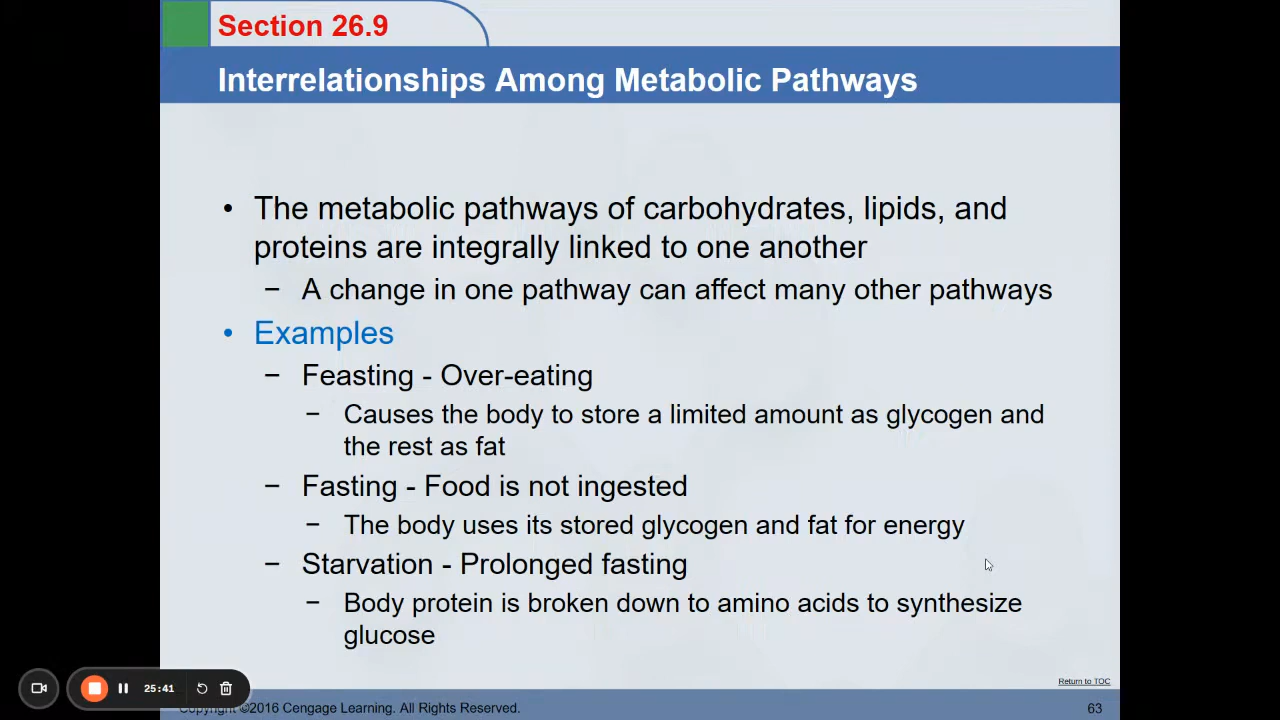 Section 26.9
Interrelationships Among Metabolic Pathways
• The metabolic pathways of carbohydrates, lipids, and
proteins are integrally linked to one another
− A change in one pathway can affect many other pathways
• Examples
− Feasting - Over-eating
− Causes the body to store a limited amount as glycogen and
the rest as fat
− Fasting - Food is not ingested
− The body uses its stored glycogen and fat for energy
− Starvation - Prolonged fasting
− Body protein is broken down to amino acids to synthesize
glucose
25:41
Return to TOC
Copyright ©2016 Cengage Learning. All Rights Reserved.
63